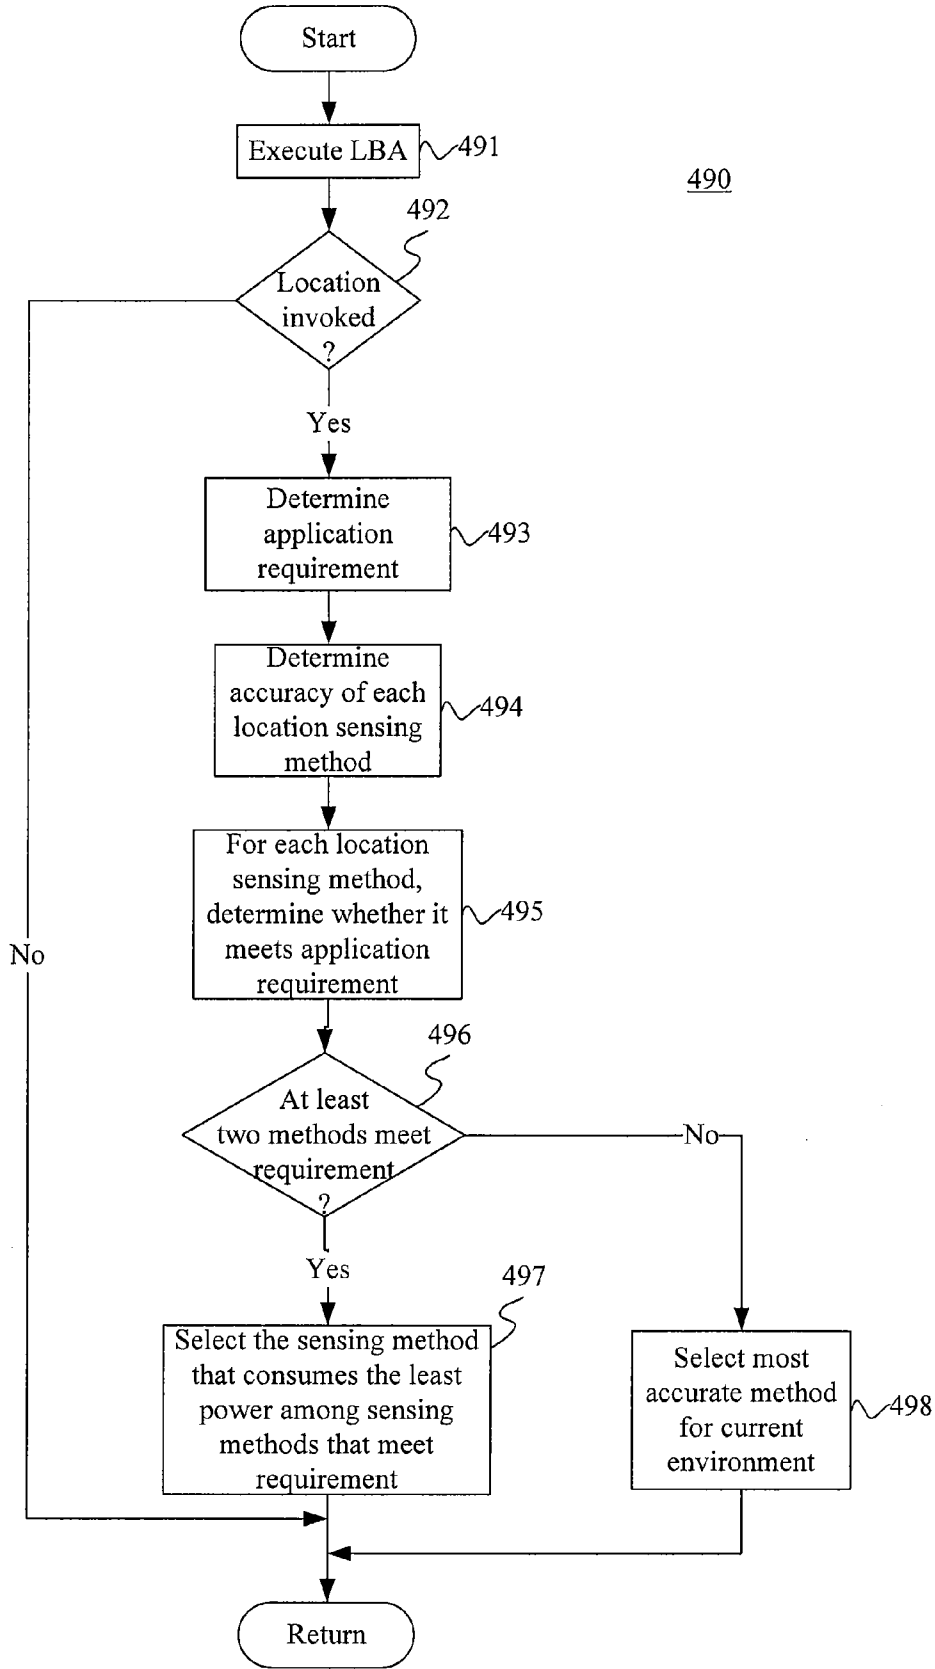 Start
Execute LBA
491
490
492
Location
invoked
?
Yes
Determine
application
requirement
493
Determine
accuracy of each
location sensing
method
494
For each location
sensing method,
determine whether it
meets application
requirement
495
No
496
At least
two methods meet
requirement
?
No
Yes
497
Select the sensing method
that consumes the least
power among sensing
methods that meet
requirement
Select most
accurate method
for current
environment
498
Return